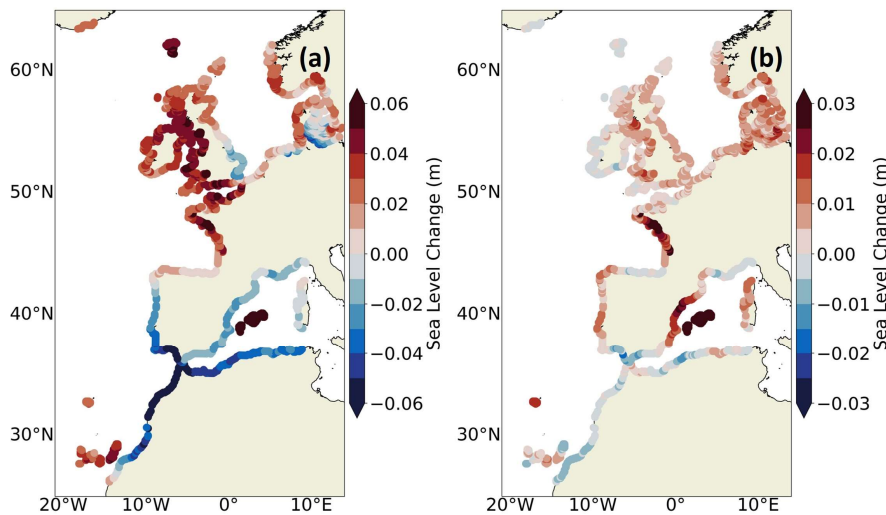 (a)
60°N
50°N
40°N
30°N
20°W
10°W
0°
10°E
0.06
0.04
0.02
0.00
−0.02
−0.04
−0.06
Sea Level Change (m)
(b)
60°N
50°N
40°N
30°N
20°W
10°W
0°
10°E
0.03
0.02
0.01
0.00
−0.01
−0.02
−0.03
Sea Level Change (m)